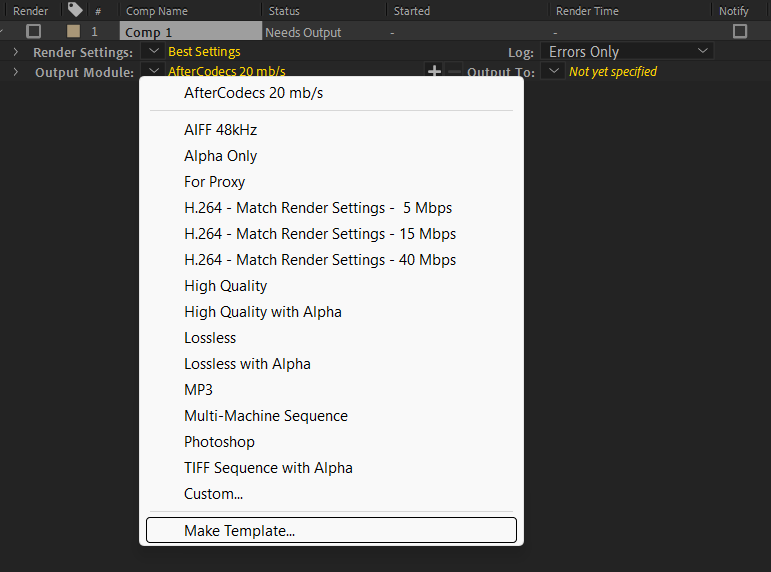 Render # Comp Name Status Started Render Time Notify
1 Comp 1 Needs Output - -
Render Settings: Best Settings Log: Errors Only
Output Module: AfterCodecs 20 mb/s Output To: Not yet specified
AfterCodecs 20 mb/s
AIFF 48kHz
Alpha Only
For Proxy
H.264 - Match Render Settings -  5 Mbps
H.264 - Match Render Settings - 15 Mbps
H.264 - Match Render Settings - 40 Mbps
High Quality
High Quality with Alpha
Lossless
Lossless with Alpha
MP3
Multi-Machine Sequence
Photoshop
TIFF Sequence with Alpha
Custom...
Make Template...